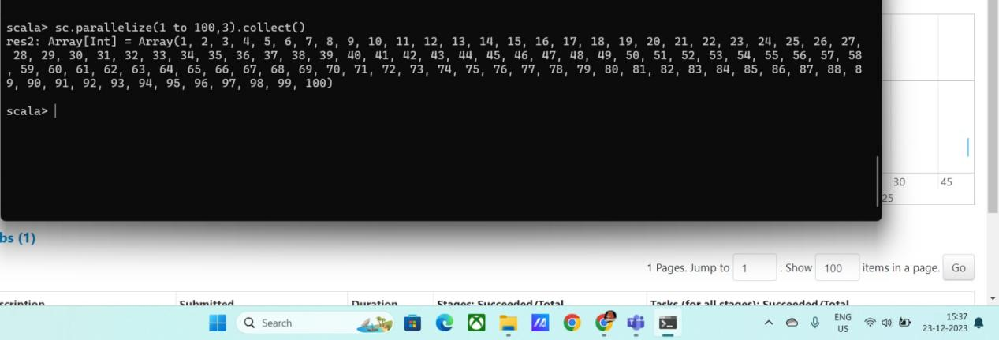 scala> sc.parallelize(1 to 100,3).collect()
res2: Array[Int] = Array(1, 2, 3, 4, 5, 6, 7, 8, 9, 10, 11, 12, 13, 14, 15, 16, 17, 18, 19, 20, 21, 22, 23, 24, 25, 26, 27,
28, 29, 30, 31, 32, 33, 34, 35, 36, 37, 38, 39, 40, 41, 42, 43, 44, 45, 46, 47, 48, 49, 50, 51, 52, 53, 54, 55, 56, 57, 58
, 59, 60, 61, 62, 63, 64, 65, 66, 67, 68, 69, 70, 71, 72, 73, 74, 75, 76, 77, 78, 79, 80, 81, 82, 83, 84, 85, 86, 87, 88, 8
9, 90, 91, 92, 93, 94, 95, 96, 97, 98, 99, 100)
scala>
30 45
25
bs (1)
1 Pages. Jump to 1 . Show 100 items in a page. Go
scription Submitted Duration Stages: Succeeded/Total Tasks (for all stages): Succeeded/Total
Search
ENG
US
15:37
23-12-2023